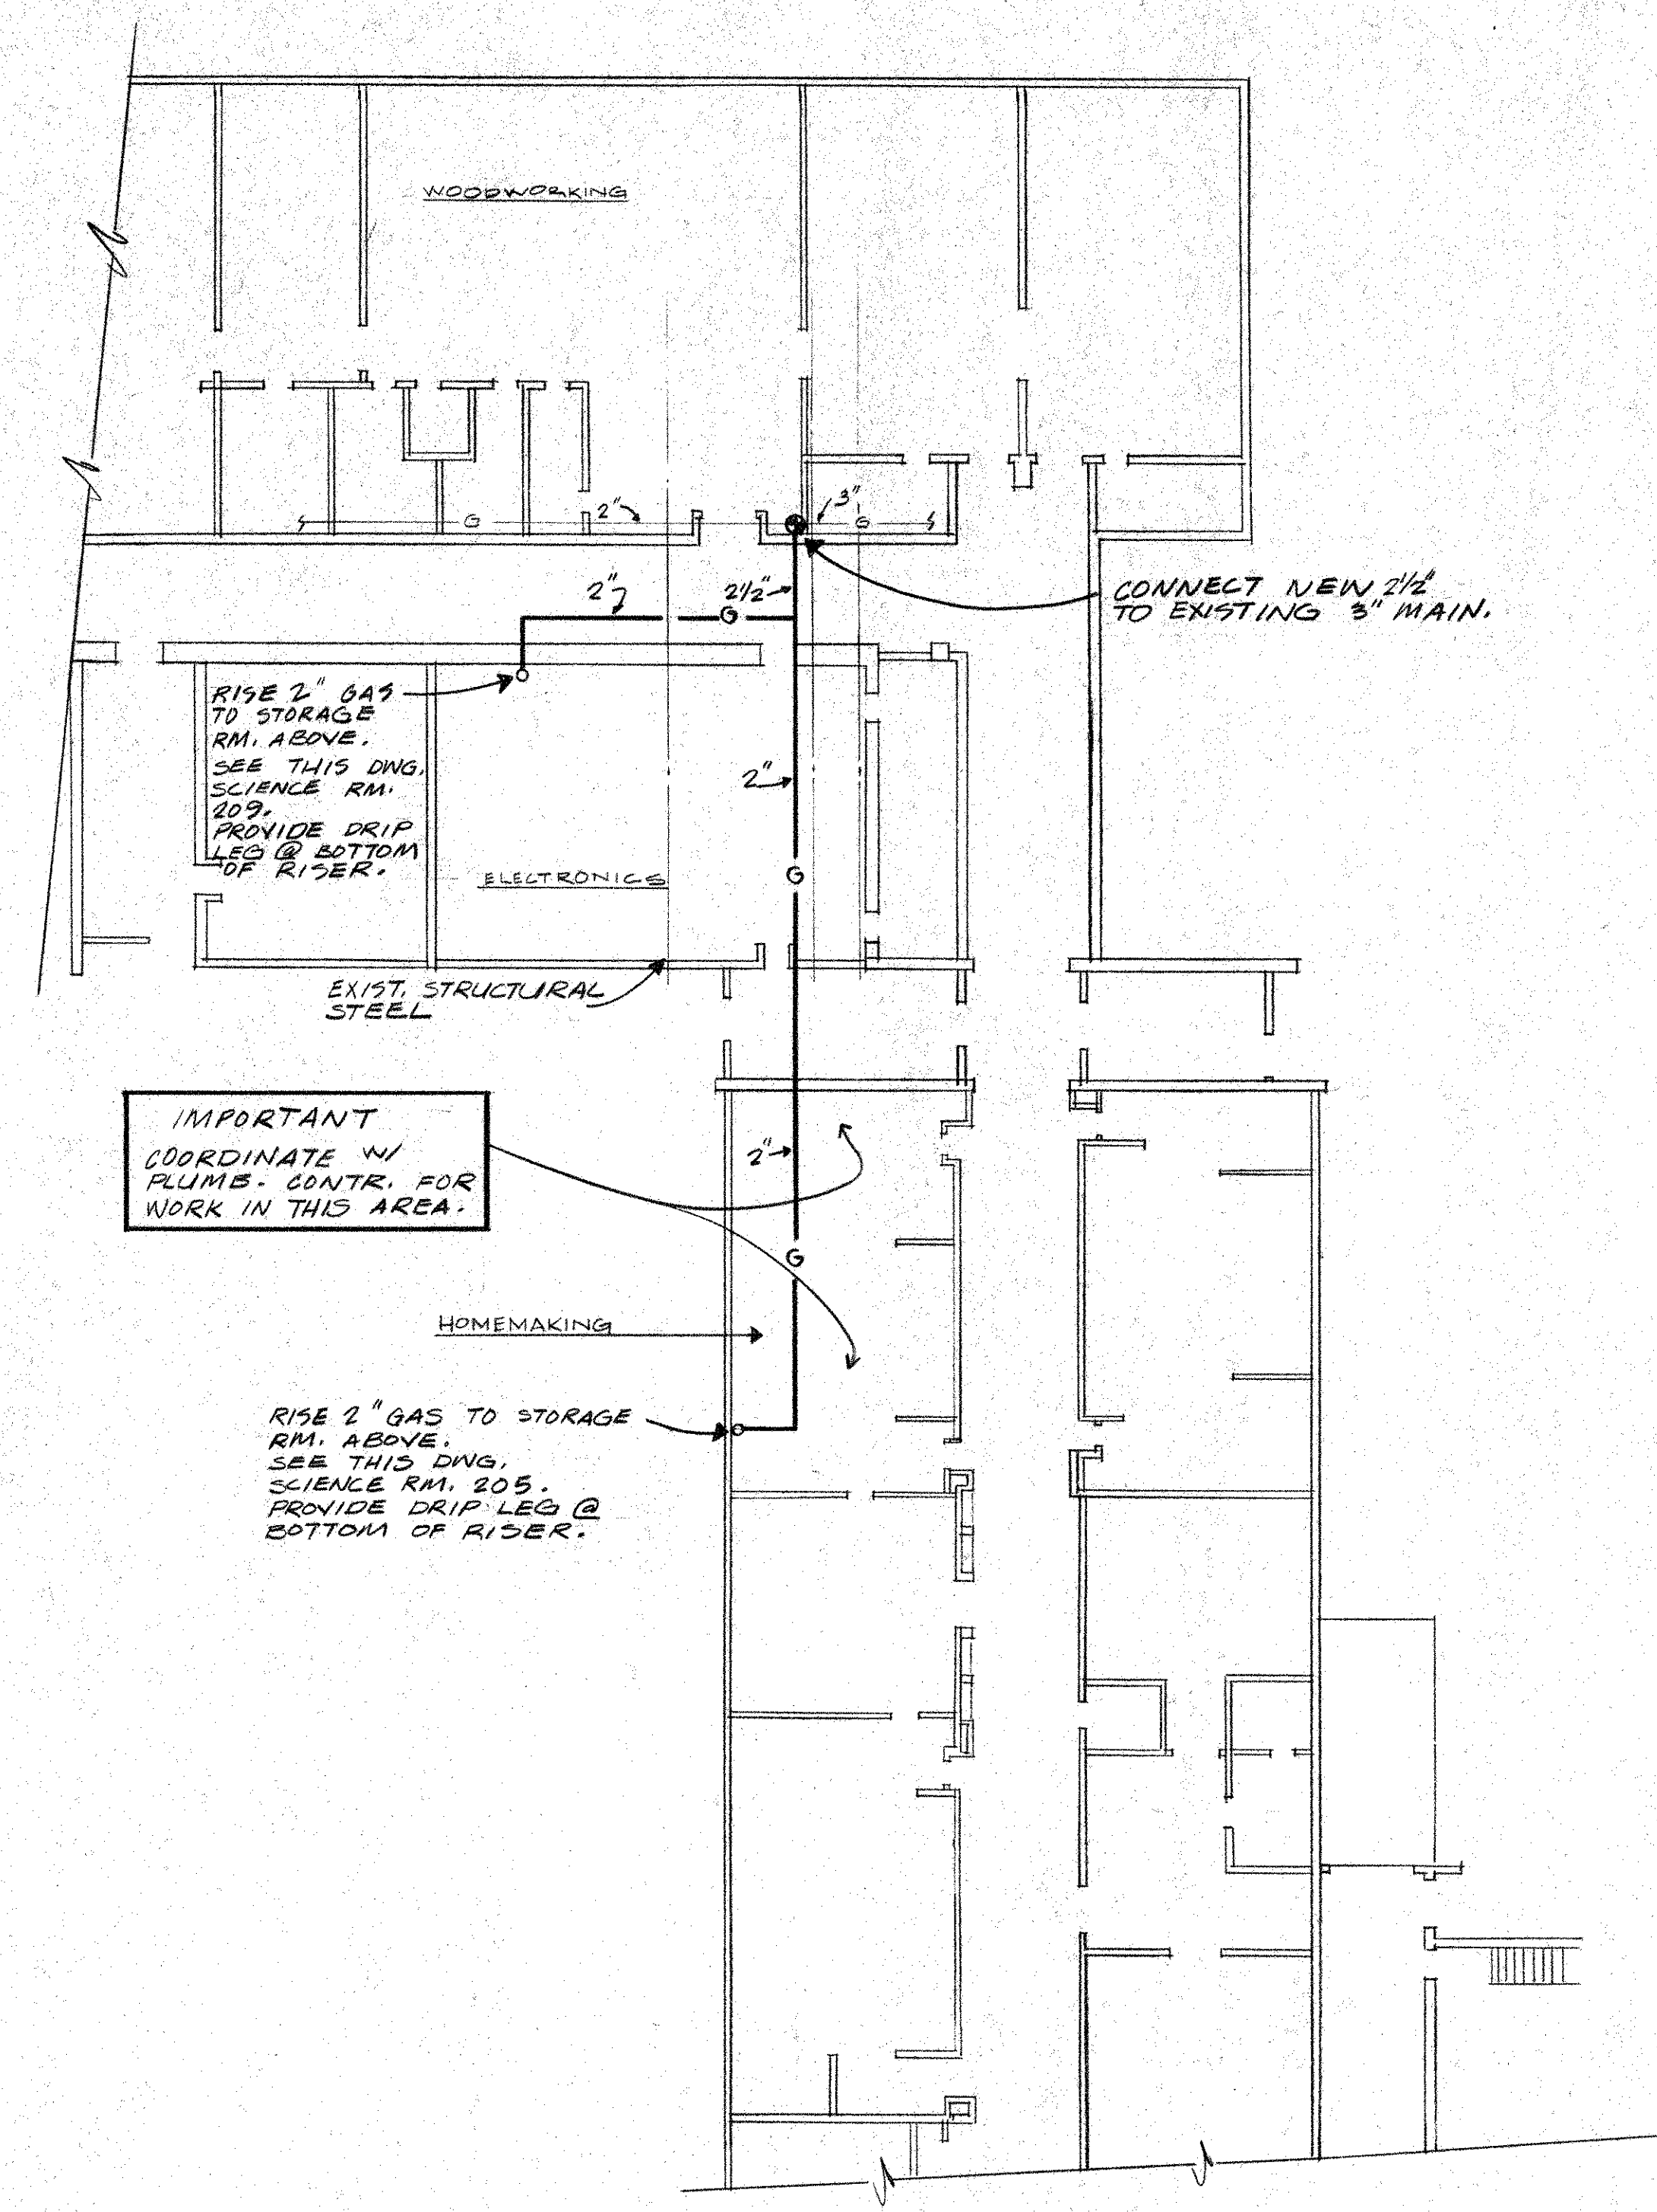 WOODWORKING
2"
3"
G
G
2"
2½"
G
CONNECT NEW 2½"
TO EXISTING 3" MAIN.
RISE 2" GAS
TO STORAGE
RM. ABOVE.
SEE THIS DWG.
SCIENCE RM.
209.
PROVIDE DRIP
LEG @ BOTTOM
OF RISER.
2"
G
ELECTRONICS
EXIST. STRUCTURAL
STEEL
IMPORTANT
COORDINATE W/
PLUMB. CONTR. FOR
WORK IN THIS AREA.
2"
G
HOMEMAKING
RISE 2" GAS TO STORAGE
RM. ABOVE.
SEE THIS DWG.
SCIENCE RM. 205.
PROVIDE DRIP LEG @
BOTTOM OF RISER.